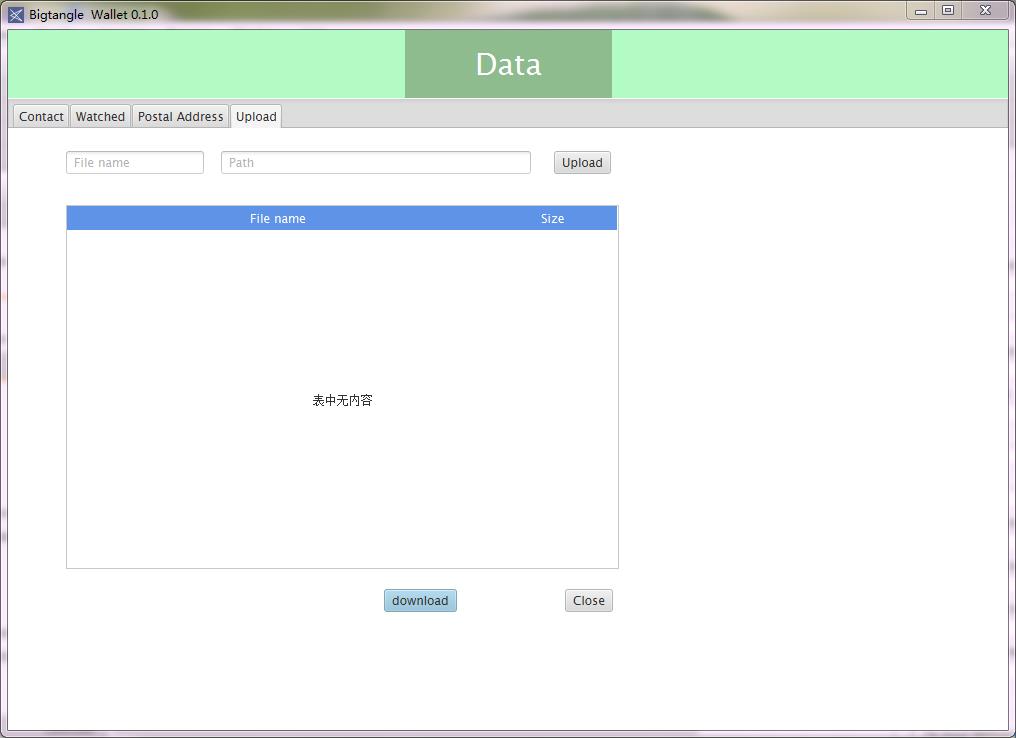 Bigtangle Wallet 0.1.0
Data
Contact Watched Postal Address Upload
File name Path Upload
File name Size
表中无内容
download Close